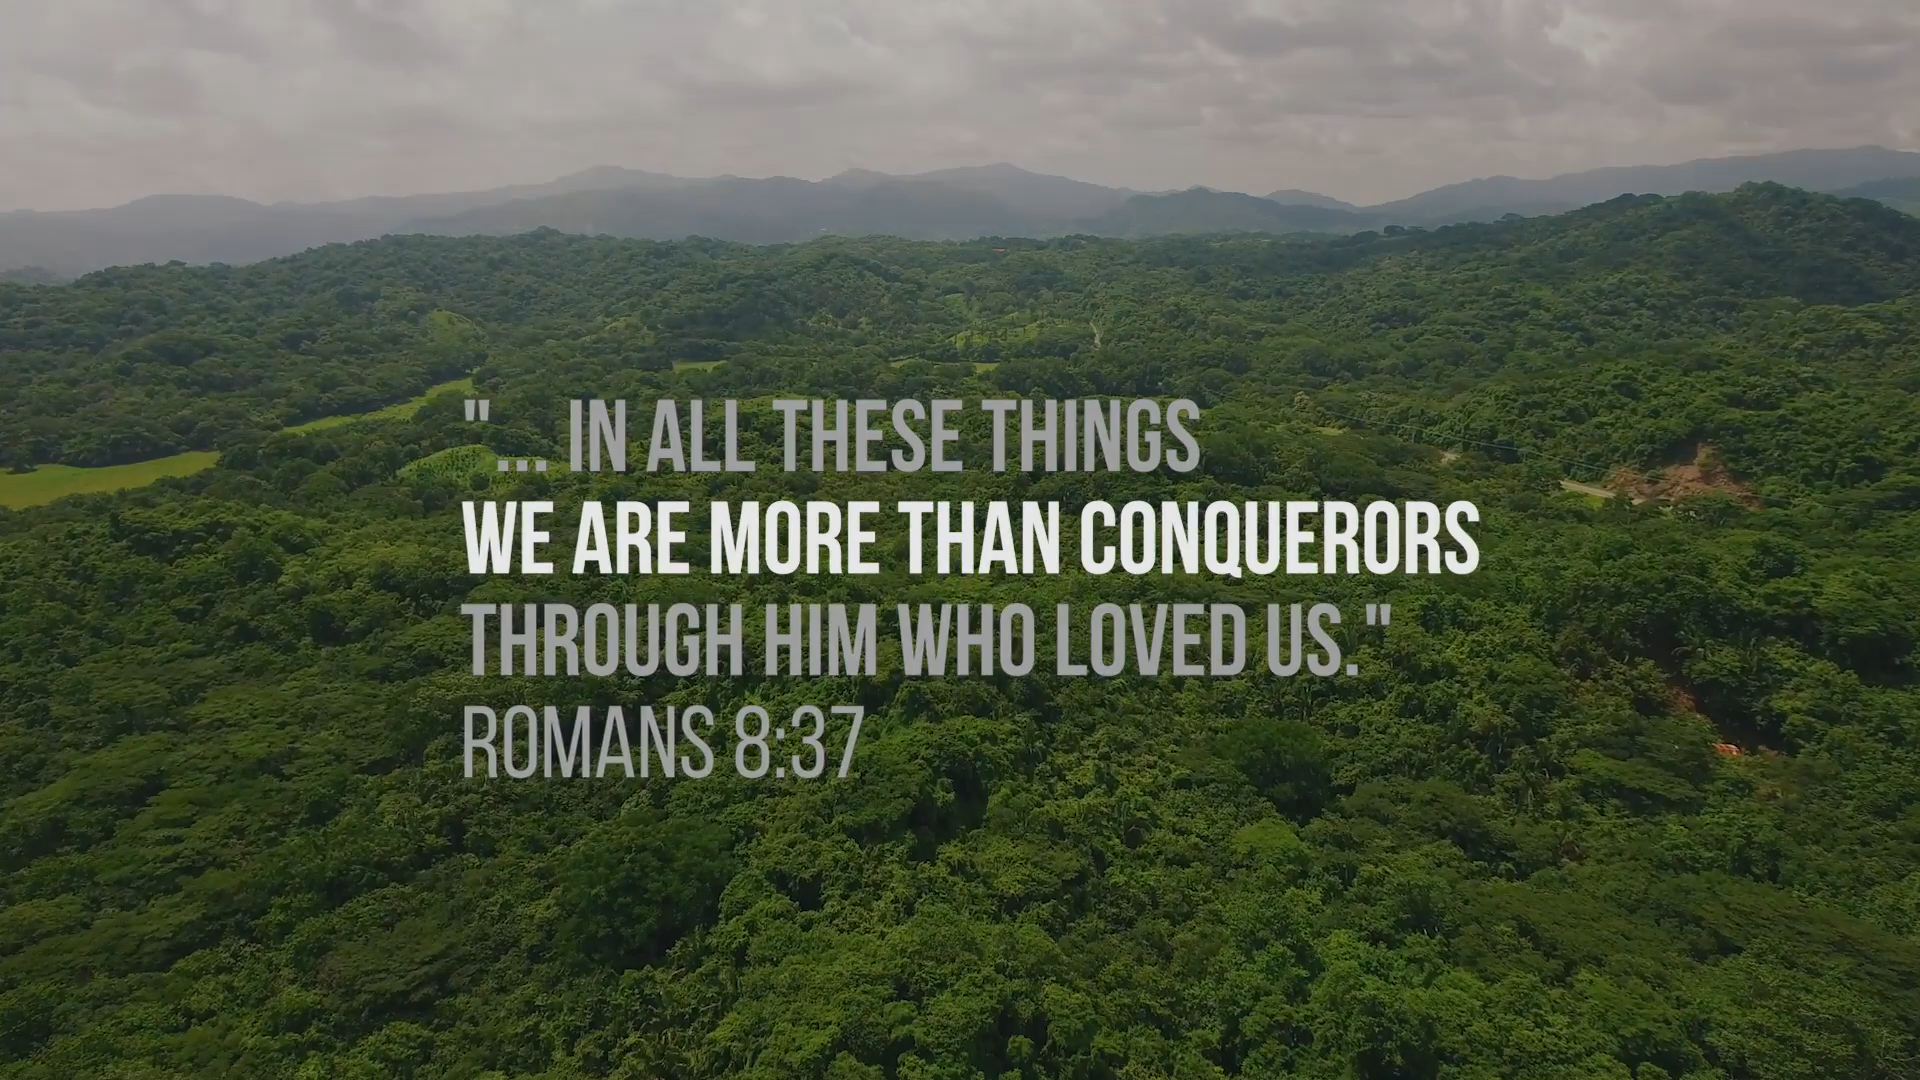 "... IN ALL THESE THINGS
WE ARE MORE THAN CONQUERORS
THROUGH HIM WHO LOVED US."
ROMANS 8:37